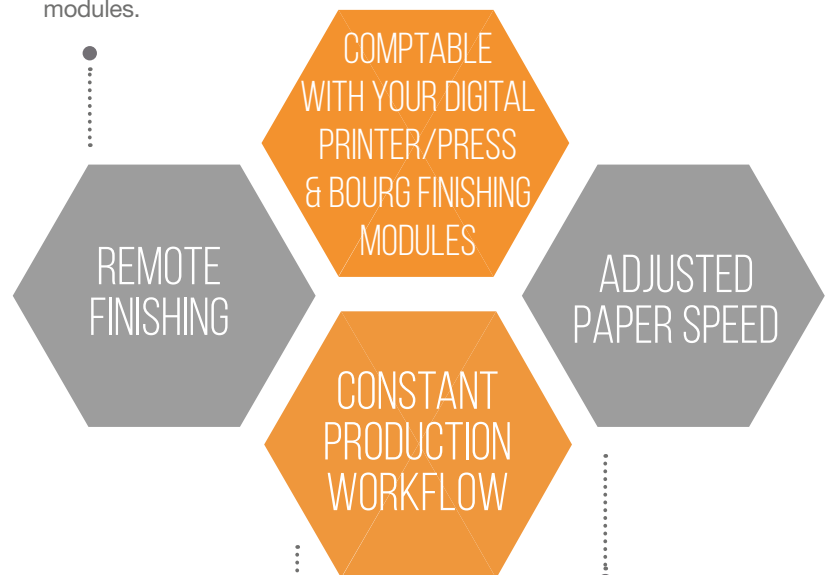 modules.
COMPTABLE
WITH YOUR DIGITAL
PRINTER/PRESS
& BOURG FINISHING
MODULES
REMOTE
FINISHING
ADJUSTED
PAPER SPEED
CONSTANT
PRODUCTION
WORKFLOW